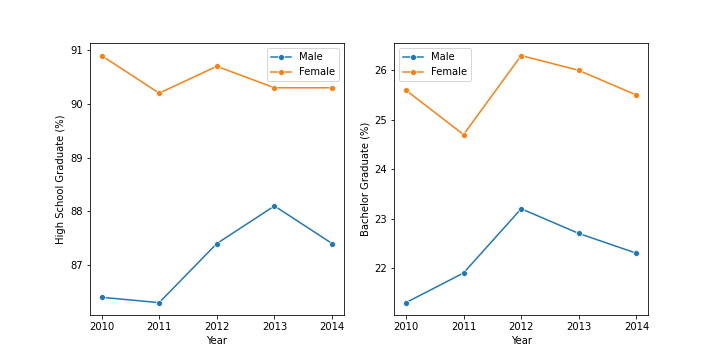 High School Graduate (%)
91
90
89
88
87
2010 2011 2012 2013 2014
Year
Male
Female
Bachelor Graduate (%)
26
25
24
23
22
2010 2011 2012 2013 2014
Year
Male
Female